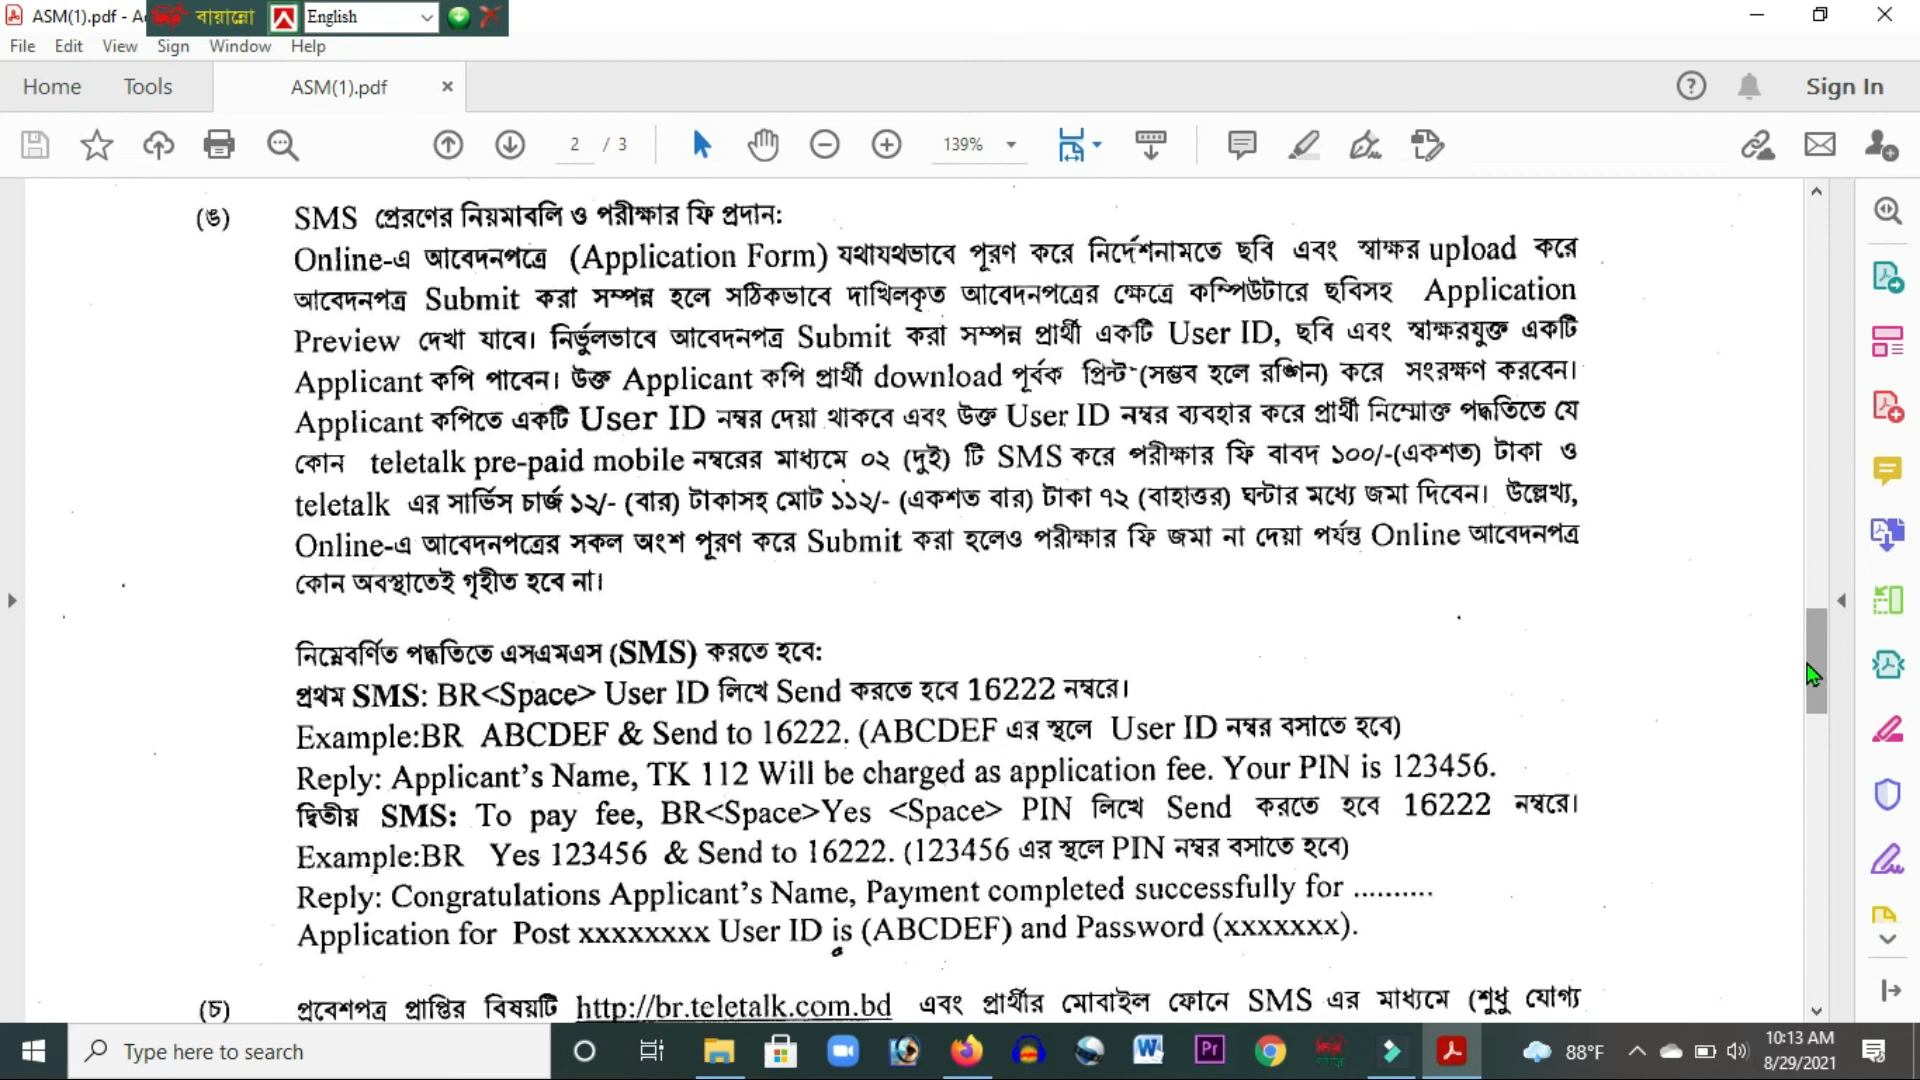 ASM(1).pdf - A
বায়ান্নো
English
File Edit View Sign Window Help
Home Tools ASM(1).pdf
Sign In
2 / 3
139%
(ঙ) SMS প্রেরণের নিয়মাবলি ও পরীক্ষার ফি প্রদান:
Online-এ আবেদনপত্রে (Application Form) যথাযথভাবে পূরণ করে নির্দেশনামতে ছবি এবং স্বাক্ষর upload করে
আবেদনপত্র Submit করা সম্পন্ন হলে সঠিকভাবে দাখিলকৃত আবেদনপত্রের ক্ষেত্রে কম্পিউটারে ছবিসহ Application
Preview দেখা যাবে। নির্ভুলভাবে আবেদনপত্র Submit করা সম্পন্ন প্রার্থী একটি User ID, ছবি এবং স্বাক্ষরযুক্ত একটি
Applicant কপি পাবেন। উক্ত Applicant কপি প্রার্থী download পূর্বক প্রিন্ট (সম্ভব হলে রঙ্গিন) করে সংরক্ষণ করবেন।
Applicant কপিতে একটি User ID নম্বর দেয়া থাকবে এবং উক্ত User ID নম্বর ব্যবহার করে প্রার্থী নিম্মোক্ত পদ্ধতিতে যে
কোন teletalk pre-paid mobile নম্বরের মাধ্যমে ০২ (দুই) টি SMS করে পরীক্ষার ফি বাবদ ১০০/-(একশত) টাকা ও
teletalk এর সার্ভিস চার্জ ১২/- (বার) টাকাসহ মোট ১১২/- (একশত বার) টাকা ৭২ (বাহাত্তর) ঘন্টার মধ্যে জমা দিবেন। উল্লেখ্য,
Online-এ আবেদনপত্রের সকল অংশ পূরণ করে Submit করা হলেও পরীক্ষার ফি জমা না দেয়া পর্যন্ত Online আবেদনপত্র
কোন অবস্থাতেই গৃহীত হবে না।
নিম্নেবর্ণিত পদ্ধতিতে এসএমএস (SMS) করতে হবে:
প্রথম SMS: BR<Space> User ID লিখে Send করতে হবে 16222 নম্বরে।
Example:BR ABCDEF & Send to 16222. (ABCDEF এর স্থলে User ID নম্বর বসাতে হবে)
Reply: Applicant's Name, TK 112 Will be charged as application fee. Your PIN is 123456.
দ্বিতীয় SMS: To pay fee, BR<Space>Yes <Space> PIN লিখে Send করতে হবে 16222 নম্বরে।
Example:BR Yes 123456 & Send to 16222. (123456 এর স্থলে PIN নম্বর বসাতে হবে)
Reply: Congratulations Applicant's Name, Payment completed successfully for ..........
Application for Post xxxxxxxx User ID is (ABCDEF) and Password (xxxxxxx).
(চ) প্রবেশপত্র প্রাপ্তির বিষয়টি http://br.teletalk.com.bd এবং প্রার্থীর মোবাইল ফোনে SMS এর মাধ্যমে (শুধু যোগ্য
Type here to search
88°F
10:13 AM
8/29/2021